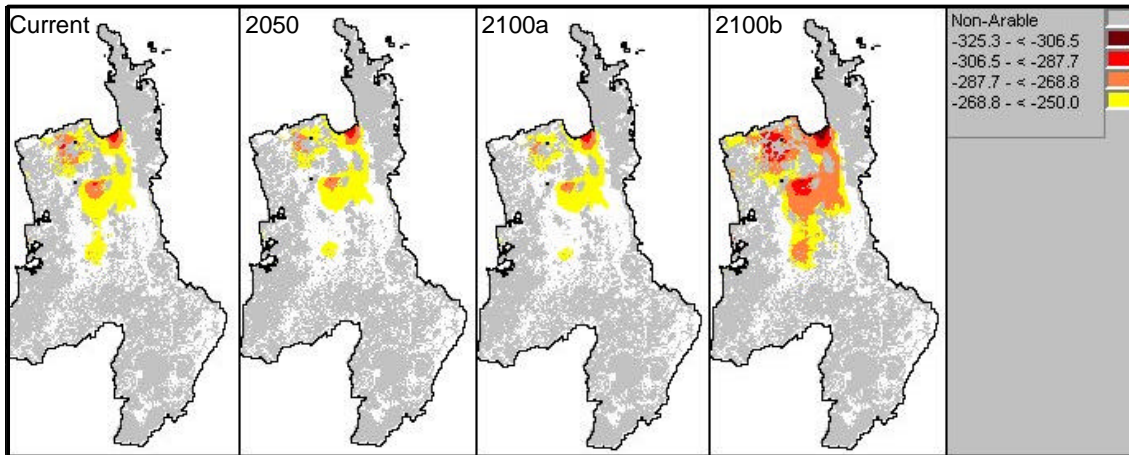 Current
2050
2100a
2100b
Non-Arable
-325.3 - < -306.5
-306.5 - < -287.7
-287.7 - < -268.8
-268.8 - < -250.0